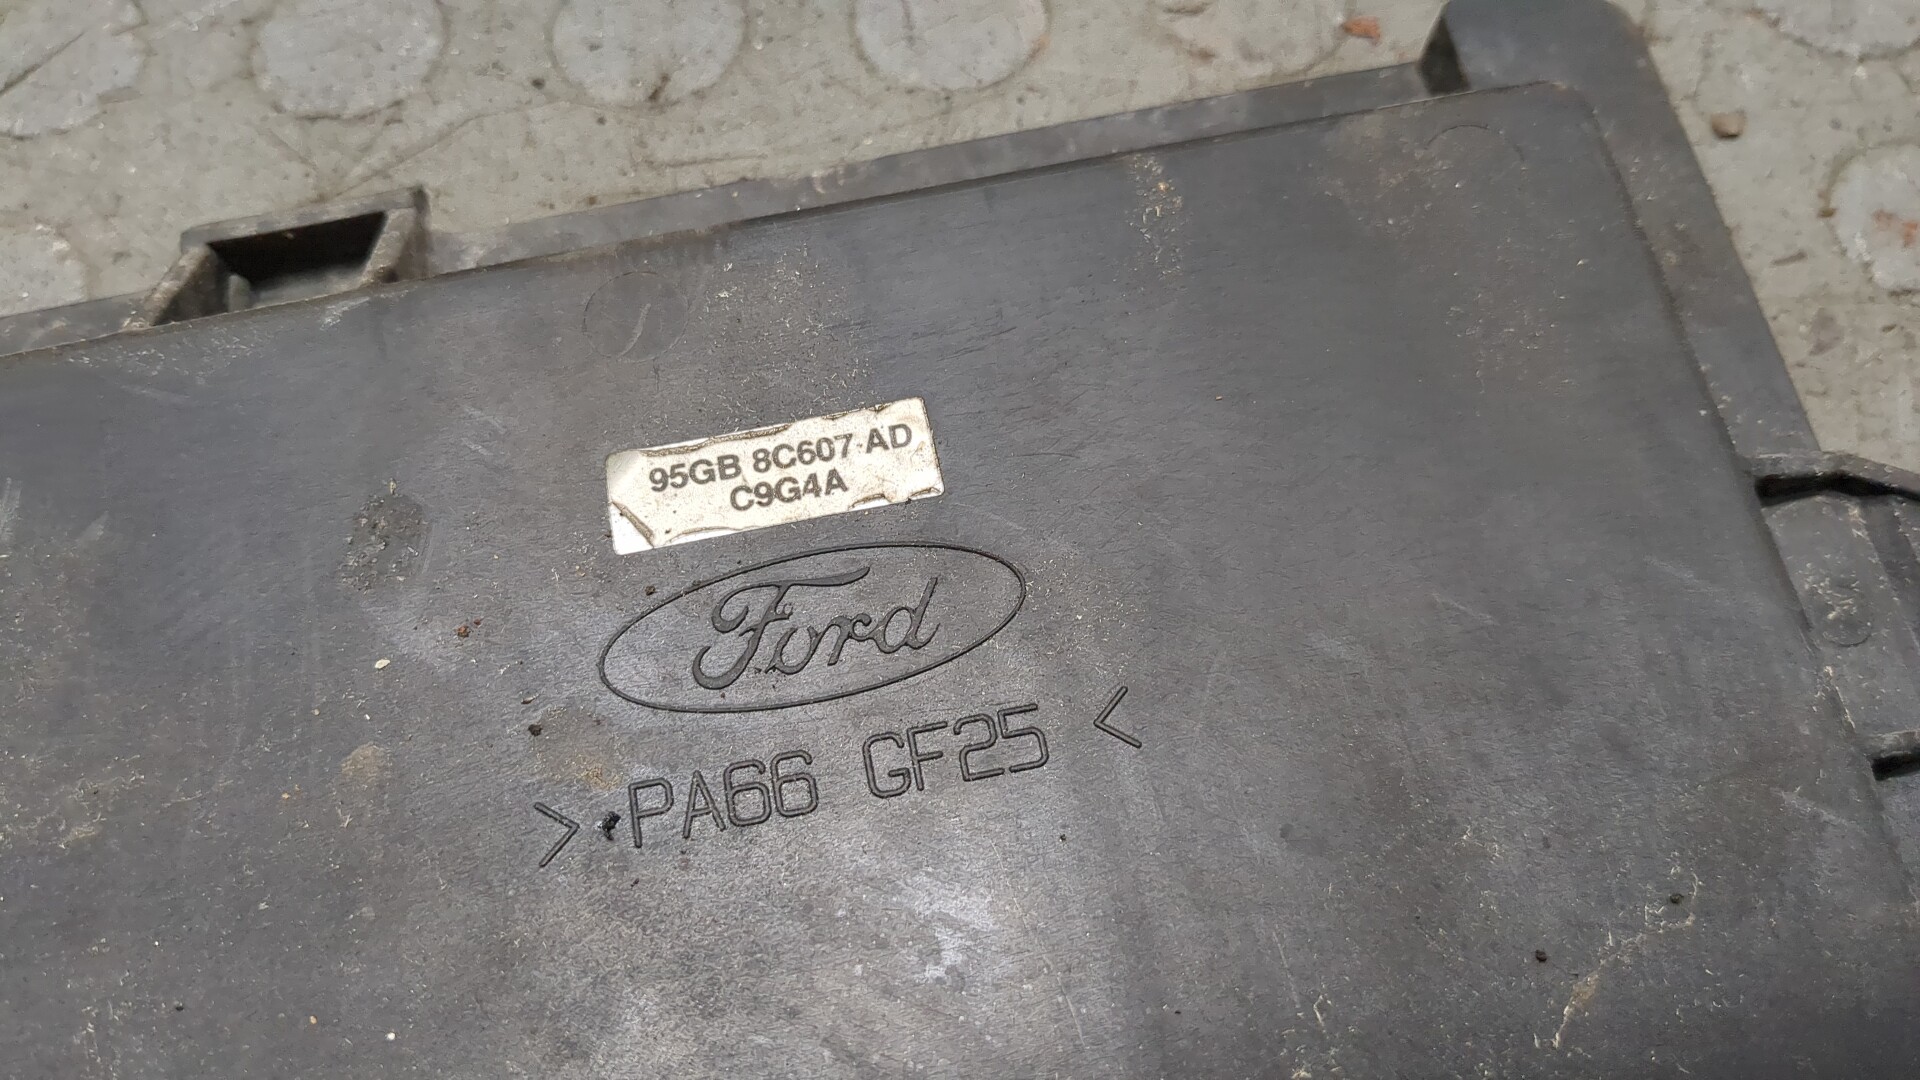 95GB 8C607 AD
C9G4A
Ford
> PA66 GF25 <